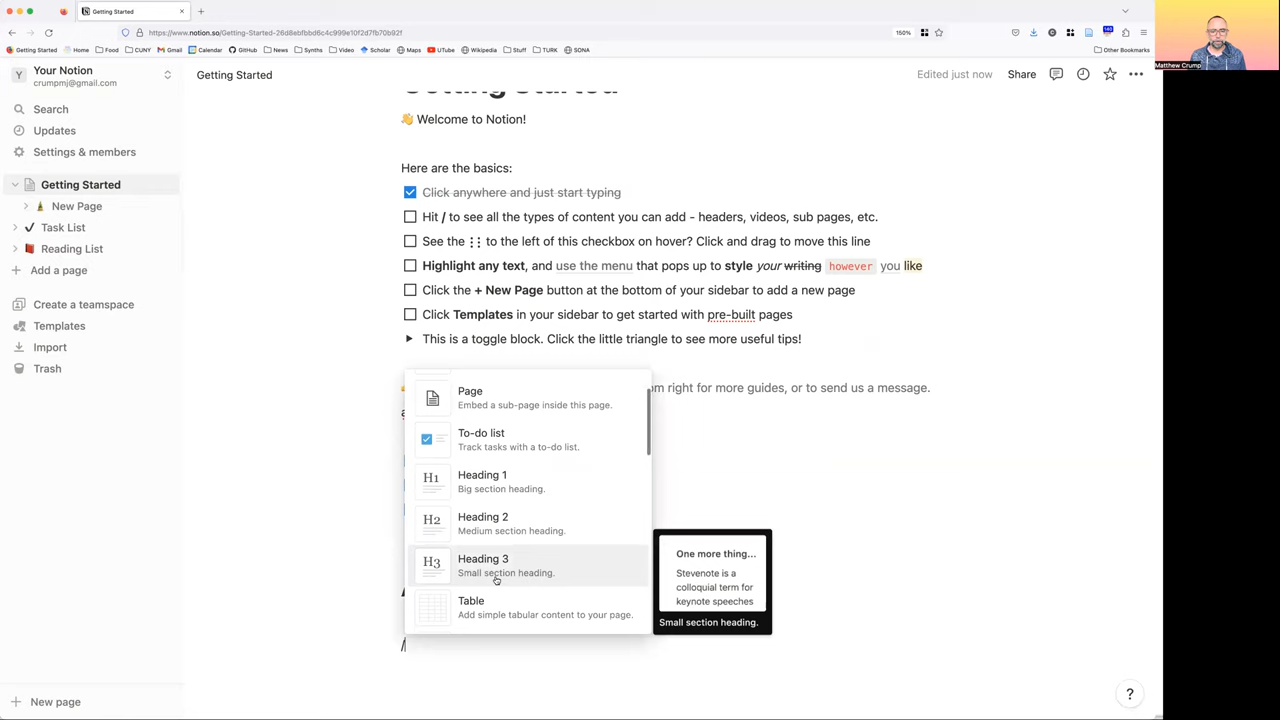 Getting Started
https://www.notion.so/Getting-Started-26d8ebfbbd6c4c999e10f2d7fb70b92f
150%
Getting Started Home Food CUNY Gmail Calendar GitHub News Synths Video Scholar Maps UTube Wikipedia Stuff TURK SONA Other Bookmarks
Matthew Crump
Y Your Notion
crumpmj@gmail.com
Getting Started Edited just now Share
Search
Updates
Settings & members
Getting Started
New Page
Task List
Reading List
Add a page
Create a teamspace
Templates
Import
Trash
New page
Getting Started
👋 Welcome to Notion!
Here are the basics:
Click anywhere and just start typing
Hit / to see all the types of content you can add - headers, videos, sub pages, etc.
See the ⋮⋮ to the left of this checkbox on hover? Click and drag to move this line
Highlight any text, and use the menu that pops up to style your writing however you like
Click the + New Page button at the bottom of your sidebar to add a new page
Click Templates in your sidebar to get started with pre-built pages
This is a toggle block. Click the little triangle to see more useful tips!
om right for more guides, or to send us a message.
Page
Embed a sub-page inside this page.
To-do list
Track tasks with a to-do list.
H1 Heading 1
Big section heading.
H2 Heading 2
Medium section heading.
H3 Heading 3
Small section heading.
Table
Add simple tabular content to your page.
One more thing...
Stevenote is a
colloquial term for
keynote speeches
Small section heading.
/
?